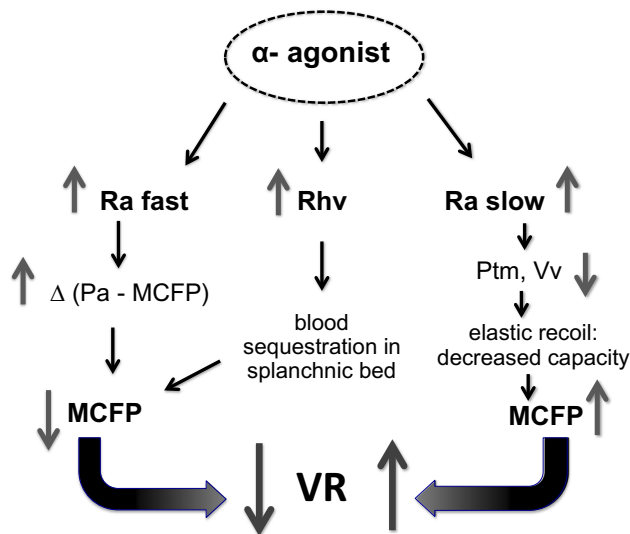 α- agonist
Ra fast
Rhv
Ra slow
Δ (Pa - MCFP)
Ptm, Vv
blood
sequestration in
splanchnic bed
elastic recoil:
decreased capacity
MCFP
MCFP
VR